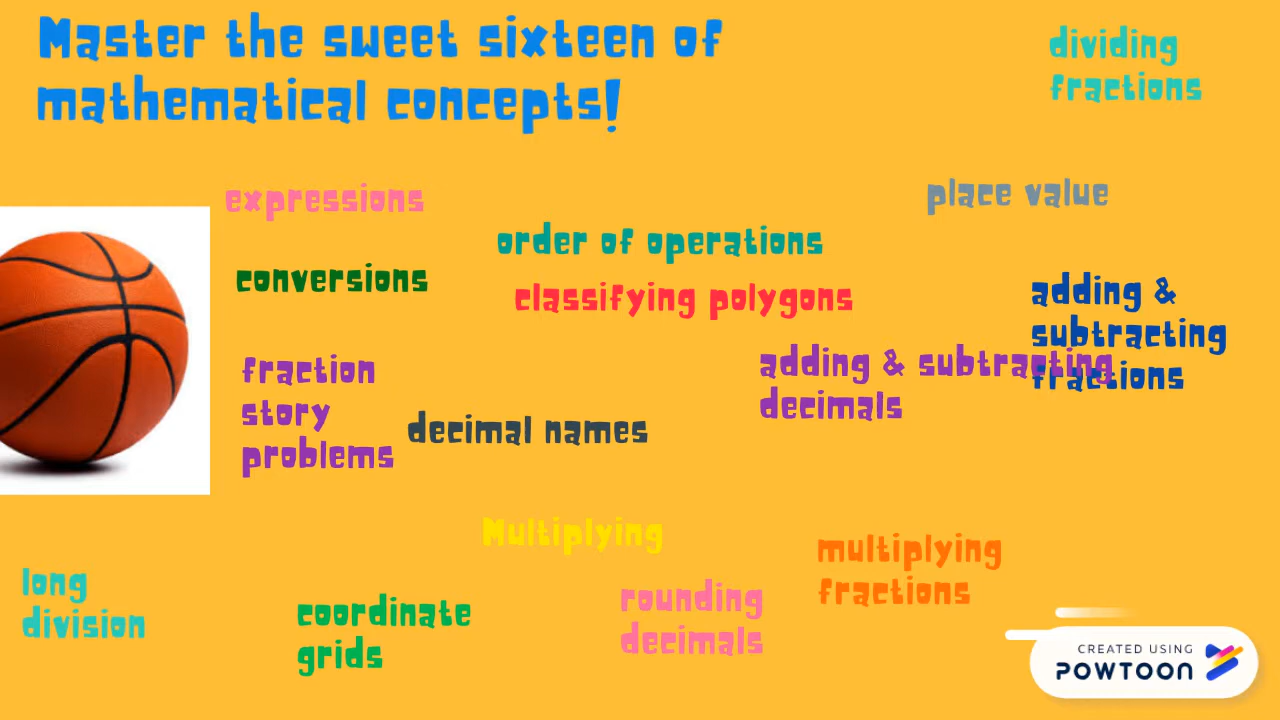 Master the sweet sixteen of
mathematical concepts!
dividing
fractions
expressions
place value
order of operations
conversions
classifying polygons
adding &
subtracting
fractions
adding & subtracting
decimals
fraction
story
problems
decimal names
Multiplying
multiplying
fractions
long
division
coordinate
grids
rounding
decimals
CREATED USING
POWTOON